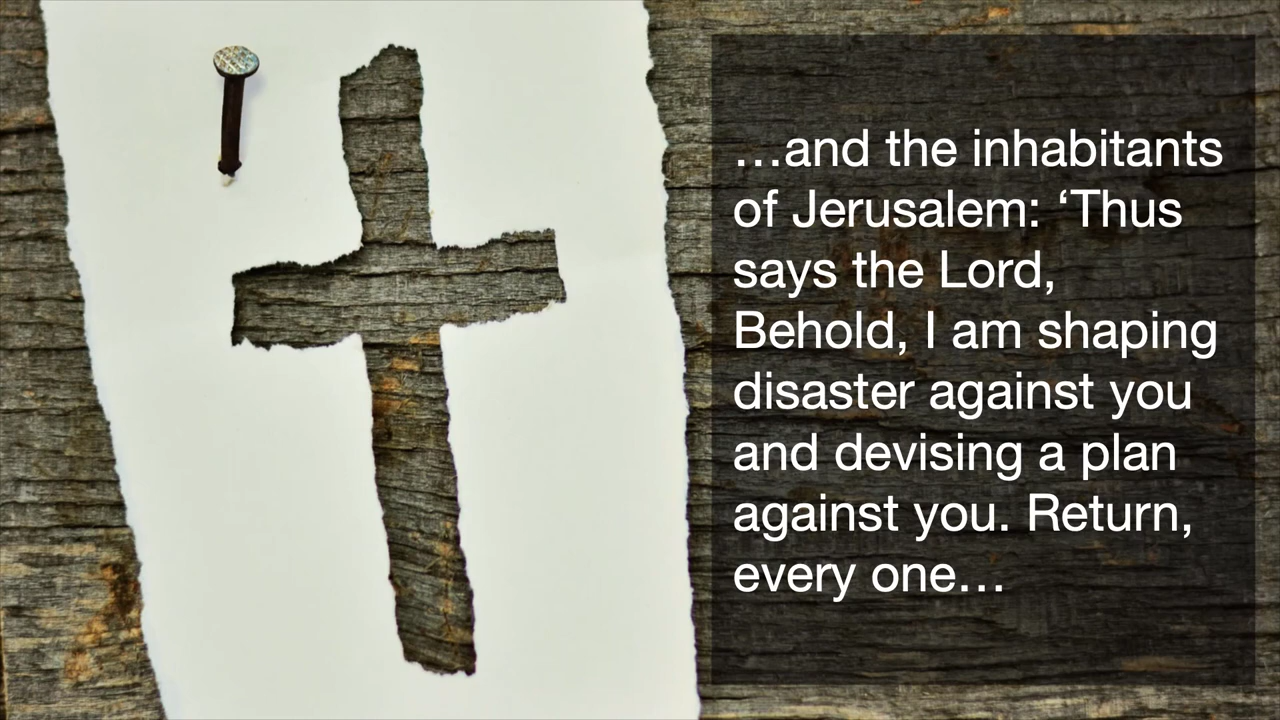 …and the inhabitants
of Jerusalem: ‘Thus
says the Lord,
Behold, I am shaping
disaster against you
and devising a plan
against you. Return,
every one…